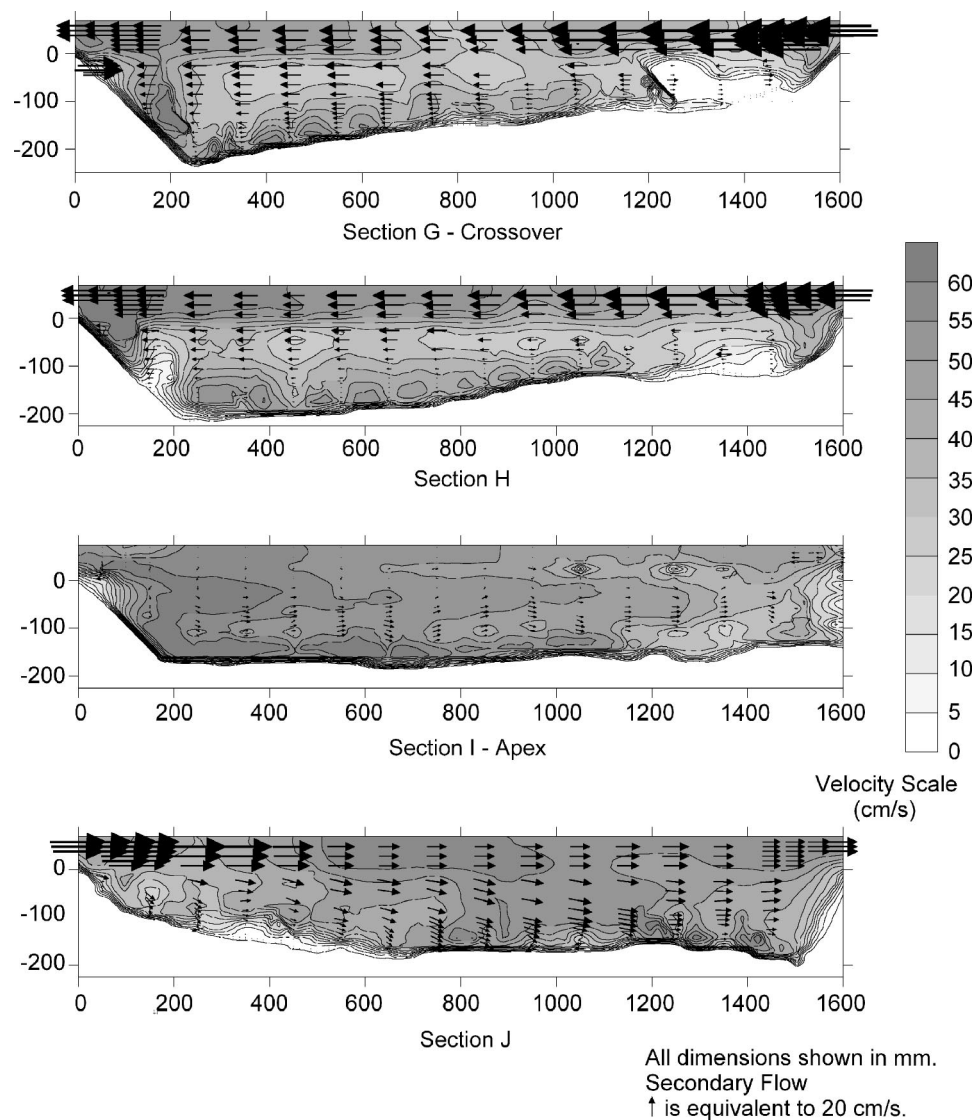 0
-100
-200
0 200 400 600 800 1000 1200 1400 1600
Section G - Crossover
0
-100
-200
0 200 400 600 800 1000 1200 1400 1600
Section H
0
-100
-200
0 200 400 600 800 1000 1200 1400 1600
Section I - Apex
0
-100
-200
0 200 400 600 800 1000 1200 1400 1600
Section J
60
55
50
45
40
35
30
25
20
15
10
5
0
Velocity Scale
(cm/s)
All dimensions shown in mm.
Secondary Flow
↑ is equivalent to 20 cm/s.